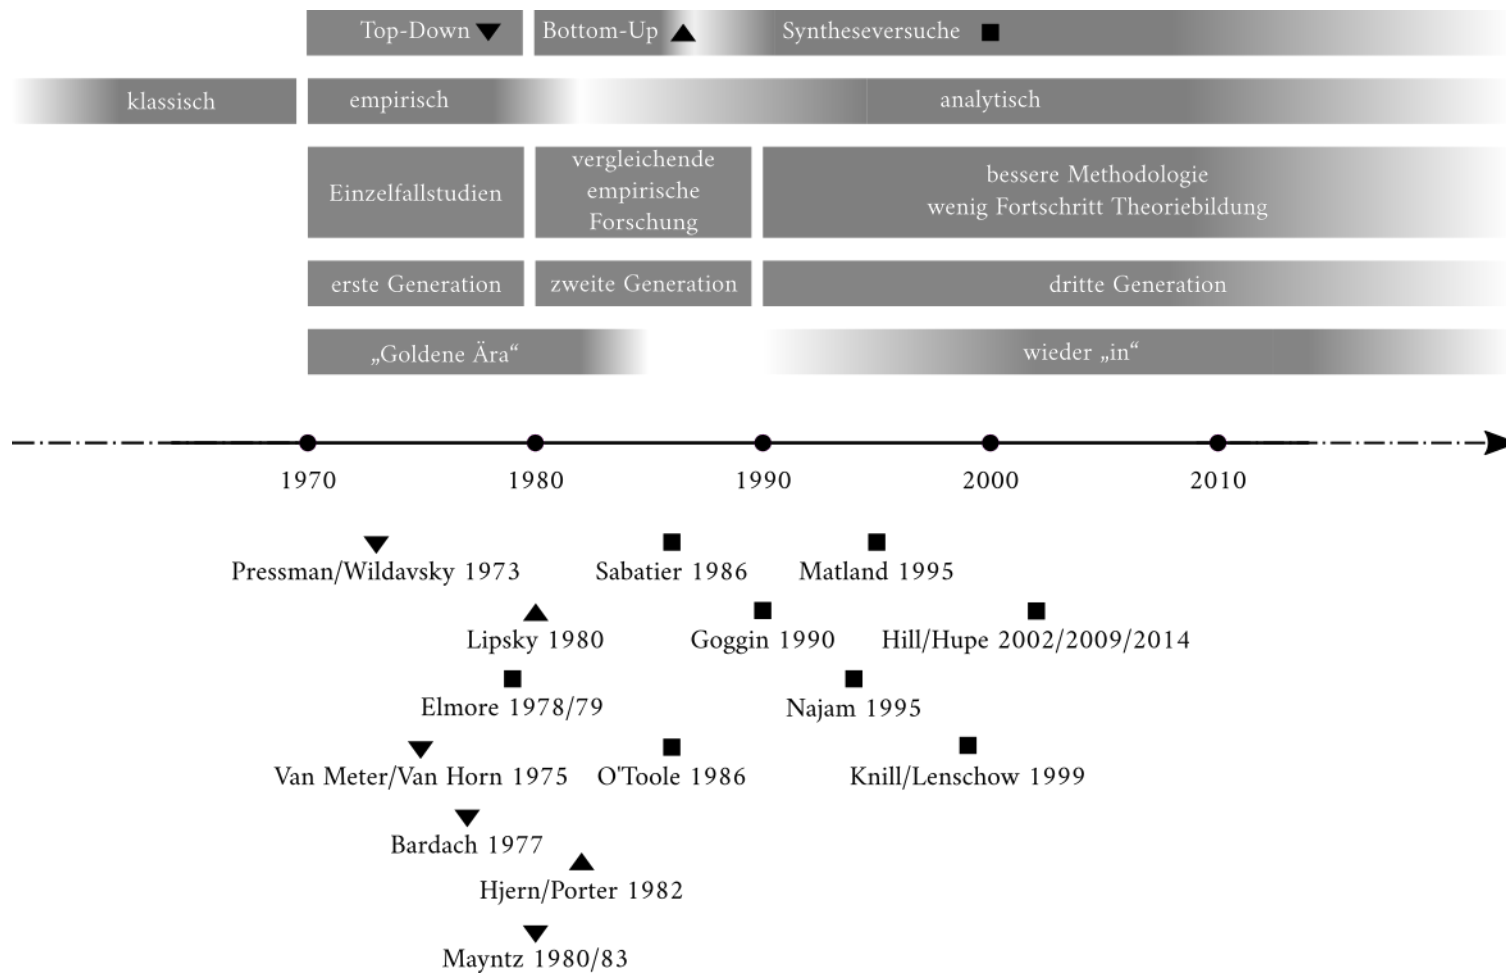 Top-Down
Bottom-Up
Syntheseversuche
klassisch
empirisch
analytisch
Einzelfallstudien
vergleichende
empirische
Forschung
bessere Methodologie
wenig Fortschritt Theoriebildung
erste Generation
zweite Generation
dritte Generation
„Goldene Ära“
wieder „in“
1970
1980
1990
2000
2010
Pressman/Wildavsky 1973
Sabatier 1986
Matland 1995
Lipsky 1980
Goggin 1990
Hill/Hupe 2002/2009/2014
Elmore 1978/79
Najam 1995
Van Meter/Van Horn 1975
O'Toole 1986
Knill/Lenschow 1999
Bardach 1977
Hjern/Porter 1982
Mayntz 1980/83